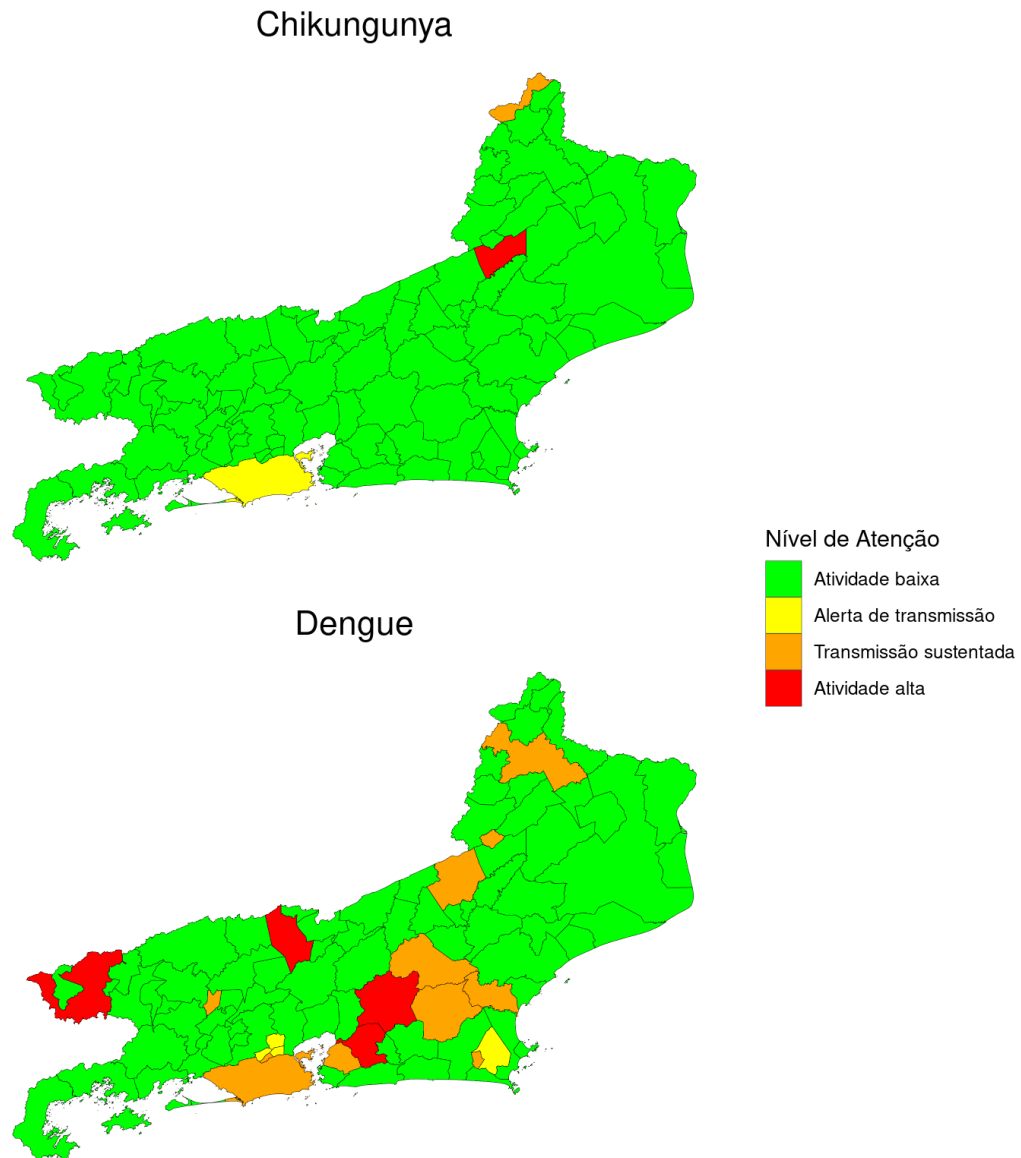 Chikungunya
Nível de Atenção
Atividade baixa
Alerta de transmissão
Transmissão sustentada
Atividade alta
Dengue